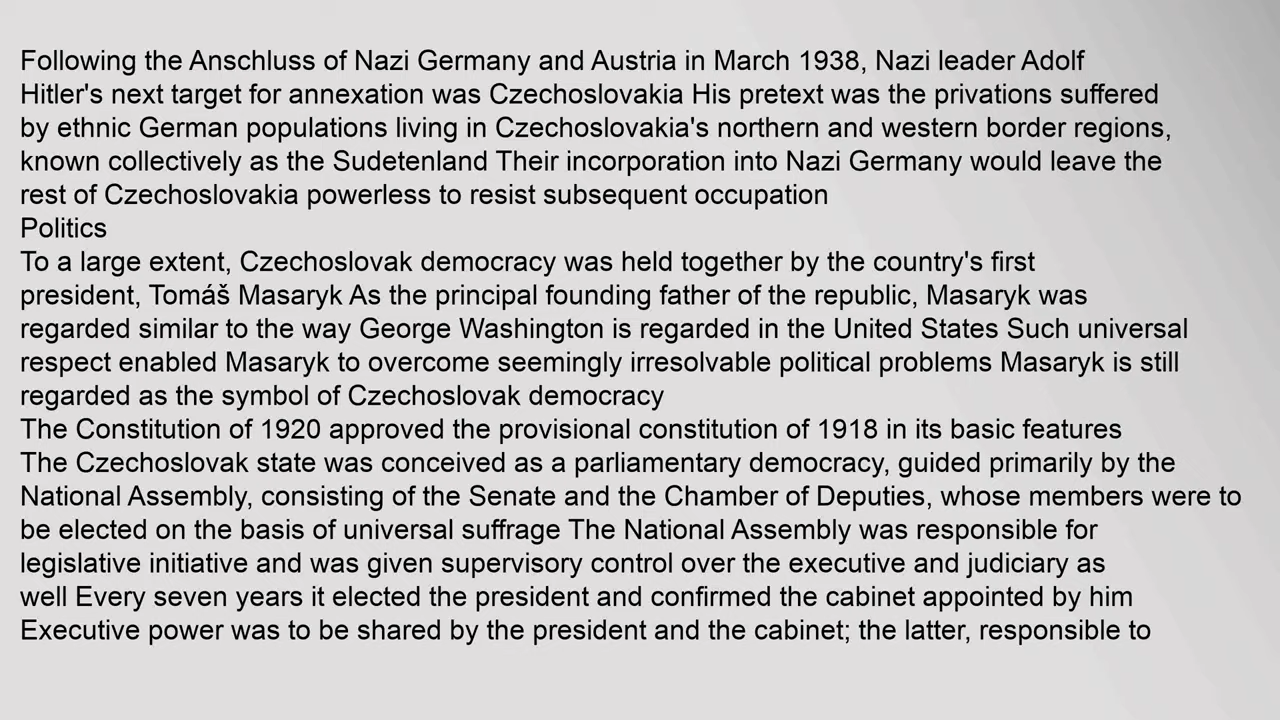 Following the Anschluss of Nazi Germany and Austria in March 1938, Nazi leader Adolf
Hitler's next target for annexation was Czechoslovakia His pretext was the privations suffered
by ethnic German populations living in Czechoslovakia's northern and western border regions,
known collectively as the Sudetenland Their incorporation into Nazi Germany would leave the
rest of Czechoslovakia powerless to resist subsequent occupation
Politics
To a large extent, Czechoslovak democracy was held together by the country's first
president, Tomáš Masaryk As the principal founding father of the republic, Masaryk was
regarded similar to the way George Washington is regarded in the United States Such universal
respect enabled Masaryk to overcome seemingly irresolvable political problems Masaryk is still
regarded as the symbol of Czechoslovak democracy
The Constitution of 1920 approved the provisional constitution of 1918 in its basic features
The Czechoslovak state was conceived as a parliamentary democracy, guided primarily by the
National Assembly, consisting of the Senate and the Chamber of Deputies, whose members were to
be elected on the basis of universal suffrage The National Assembly was responsible for
legislative initiative and was given supervisory control over the executive and judiciary as
well Every seven years it elected the president and confirmed the cabinet appointed by him
Executive power was to be shared by the president and the cabinet; the latter, responsible to